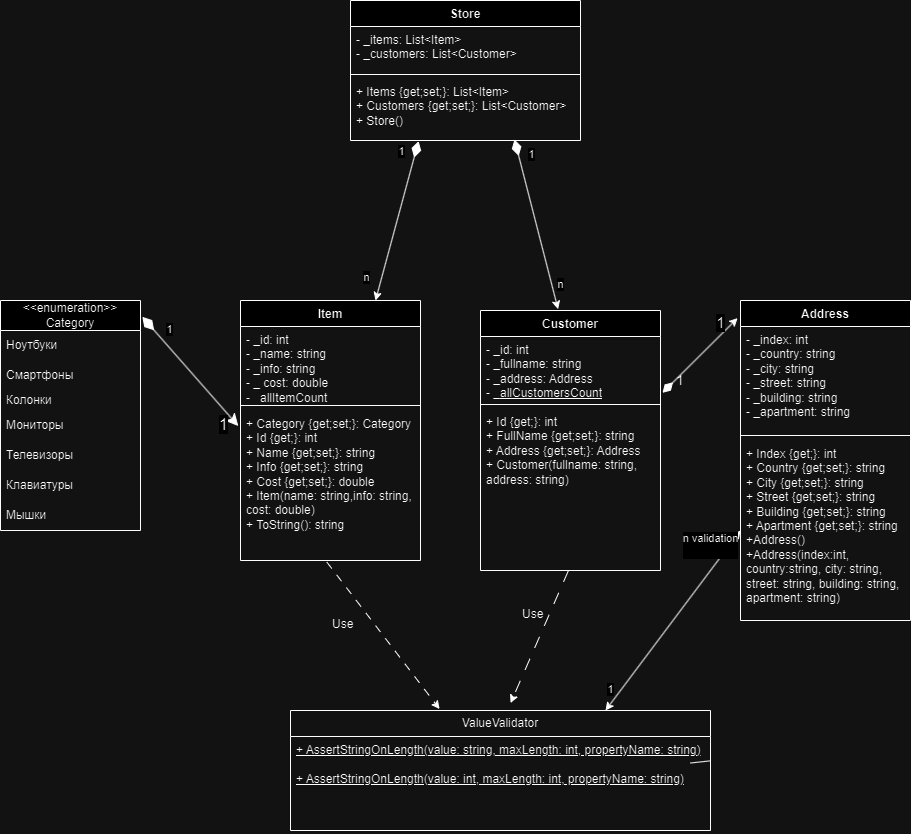 Store
- _items: List<Item>
- _customers: List<Customer>
+ Items {get;set;}: List<Item>
+ Customers {get;set;}: List<Customer>
+ Store()
1
1
n
n
<<enumeration>>
Category
Ноутбуки
Смартфоны
Колонки
Мониторы
Телевизоры
Клавиатуры
Мышки
1
1
Item
- _id: int
- _name: string
- _info: string
- _ cost: double
- _allItemCount
+ Category {get;set;}: Category
+ Id {get;}: int
+ Name {get;set;}: string
+ Info {get;set;}: string
+ Cost {get;set;}: double
+ Item(name: string,info: string,
cost: double)
+ ToString(): string
Customer
- _id: int
- _fullname: string
- _address: Address
- _allCustomersCount
+ Id {get;}: int
+ FullName {get;set;}: string
+ Address {get;set;}: Address
+ Customer(fullname: string,
address: string)
1
1
Address
- _index: int
- _country: string
- _city: string
- _street: string
- _building: string
- _apartment: string
+ Index {get;}: int
+ Country {get;set;}: string
+ City {get;set;}: string
+ Street {get;set;}: string
+ Building {get;set;}: string
+ Apartment {get;set;}: string
+Address()
+Address(index:int,
country:string, city: string,
street: string, building: string,
apartment: string)
n validation
Use
Use
1
ValueValidator
+ AssertStringOnLength(value: string, maxLength: int, propertyName: string)
+ AssertStringOnLength(value: int, maxLength: int, propertyName: string)